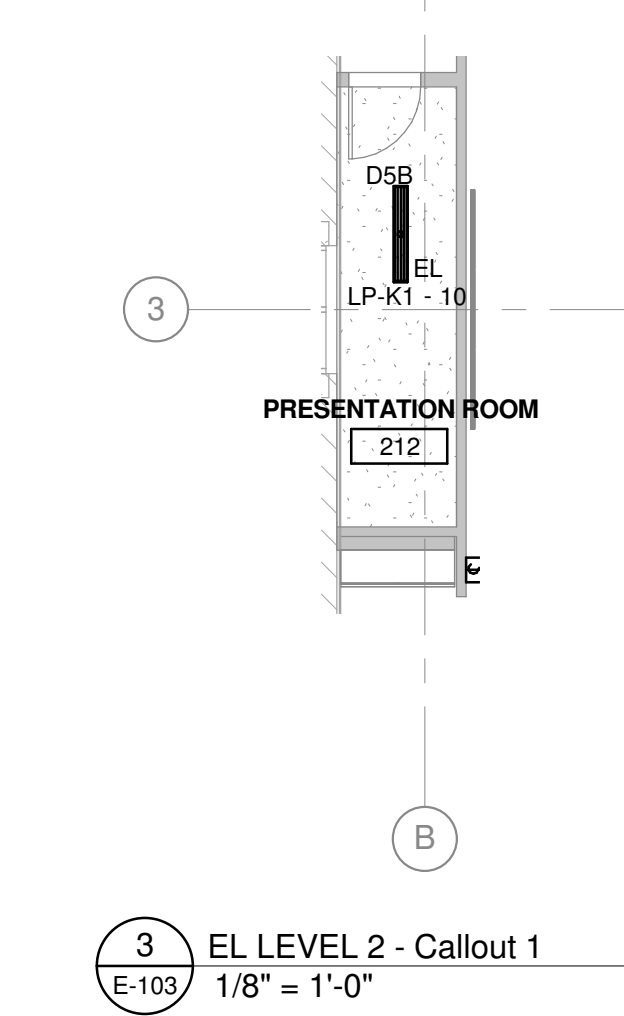 D5B
EL
LP-K1 - 10
3
PRESENTATION ROOM
212
B
3
E-103
EL LEVEL 2 - Callout 1
1/8" = 1'-0"